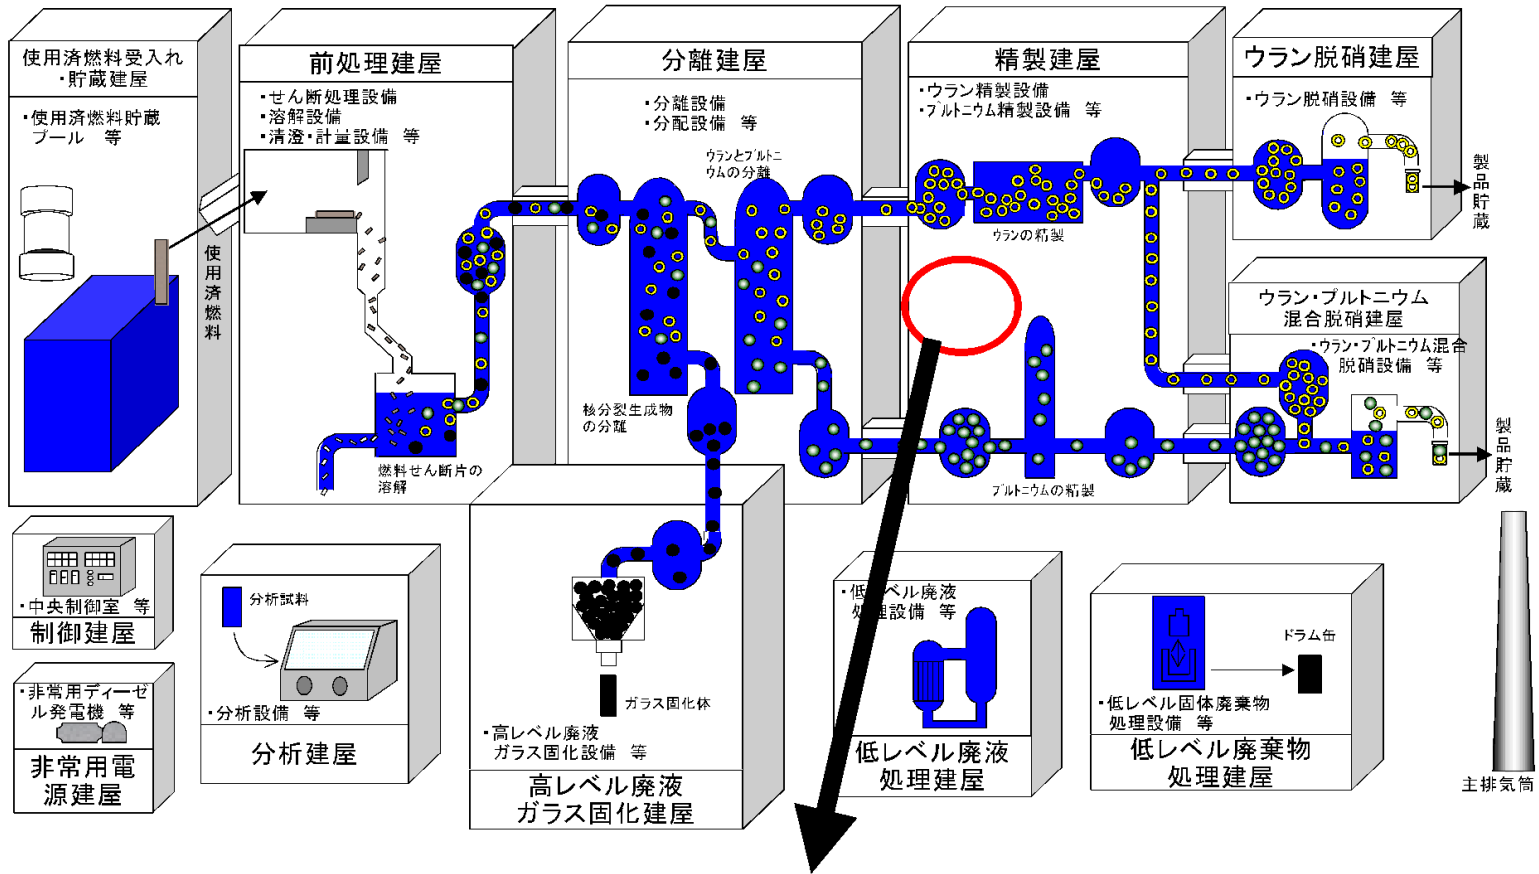 使用済燃料受入れ
・貯蔵建屋
・使用済燃料貯蔵
プール 等
使用済燃料
前処理建屋
・せん断処理設備
・溶解設備
・清澄・計量設備 等
燃料せん断片の
溶解
分離建屋
・分離設備
・分配設備 等
ウランとプルトニ
ウムの分離
核分裂生成物
の分離
精製建屋
・ウラン精製設備
・プルトニウム精製設備 等
ウランの精製
プルトニウムの精製
ウラン脱硝建屋
・ウラン脱硝設備 等
製品貯蔵
ウラン・プルトニウム
混合脱硝建屋
・ウラン・プルトニウム混合
脱硝設備 等
製品貯蔵
・中央制御室 等
制御建屋
・非常用ディーゼ
ル発電機 等
非常用電
源建屋
分析試料
・分析設備 等
分析建屋
ガラス固化体
・高レベル廃液
ガラス固化設備 等
高レベル廃液
ガラス固化建屋
・低レベル廃液
処理設備 等
低レベル廃液
処理建屋
ドラム缶
・低レベル固体廃棄物
処理設備 等
低レベル廃棄物
処理建屋
主排気筒